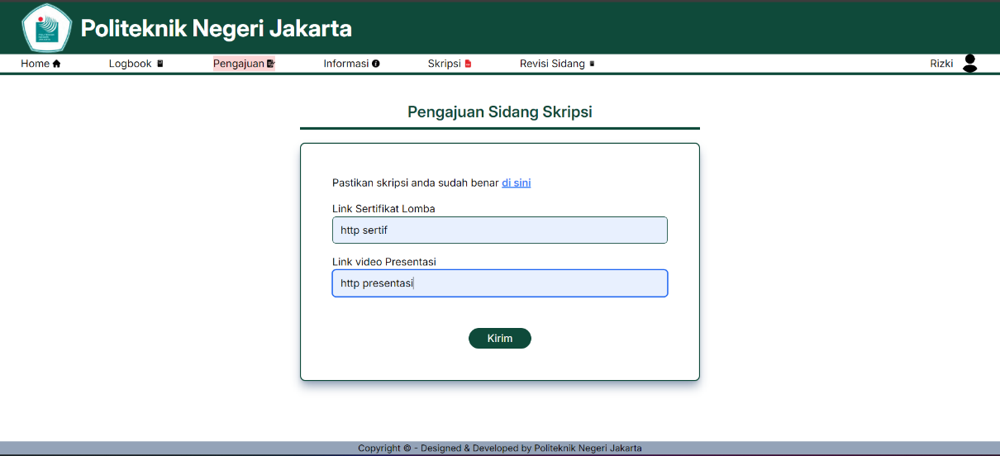 Politeknik Negeri Jakarta
Home Logbook Pengajuan Informasi Skripsi Revisi Sidang Rizki
Pengajuan Sidang Skripsi
Pastikan skripsi anda sudah benar di sini
Link Sertifikat Lomba
http sertif
Link video Presentasi
http presentasi
Kirim
Copyright © - Designed & Developed by Politeknik Negeri Jakarta